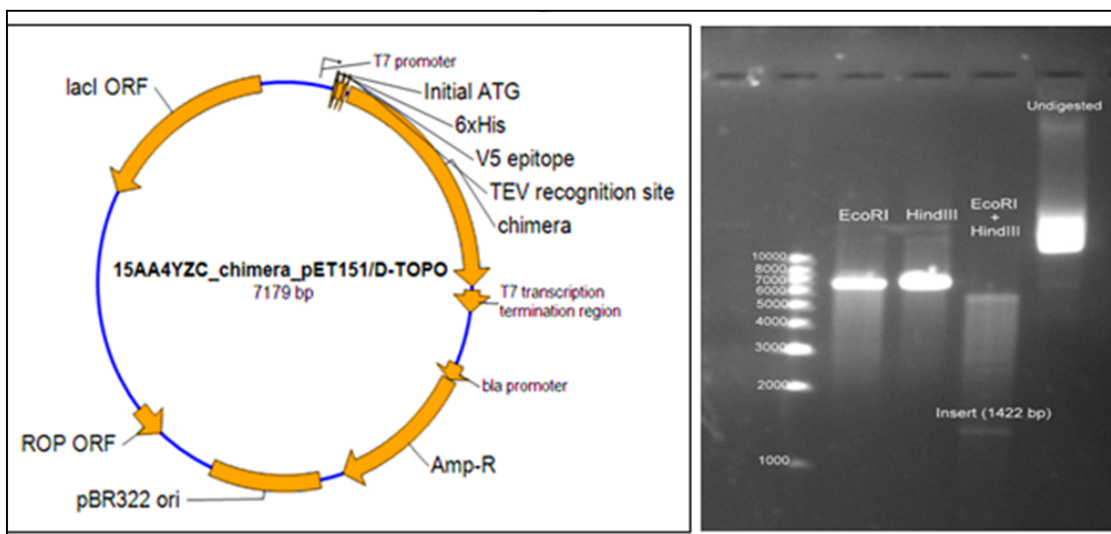 T7 promoter
lacI ORF
Initial ATG
6xHis
V5 epitope
TEV recognition site
chimera
15AA4YZC_chimera_pET151/D-TOPO
7179 bp
T7 transcription
termination region
bla promoter
ROP ORF
Amp-R
pBR322 ori
Undigested
EcoRI
HindIII
EcoRI
+
HindIII
10000
8000
7000
6000
5000
4000
3000
2000
Insert (1422 bp)
1000